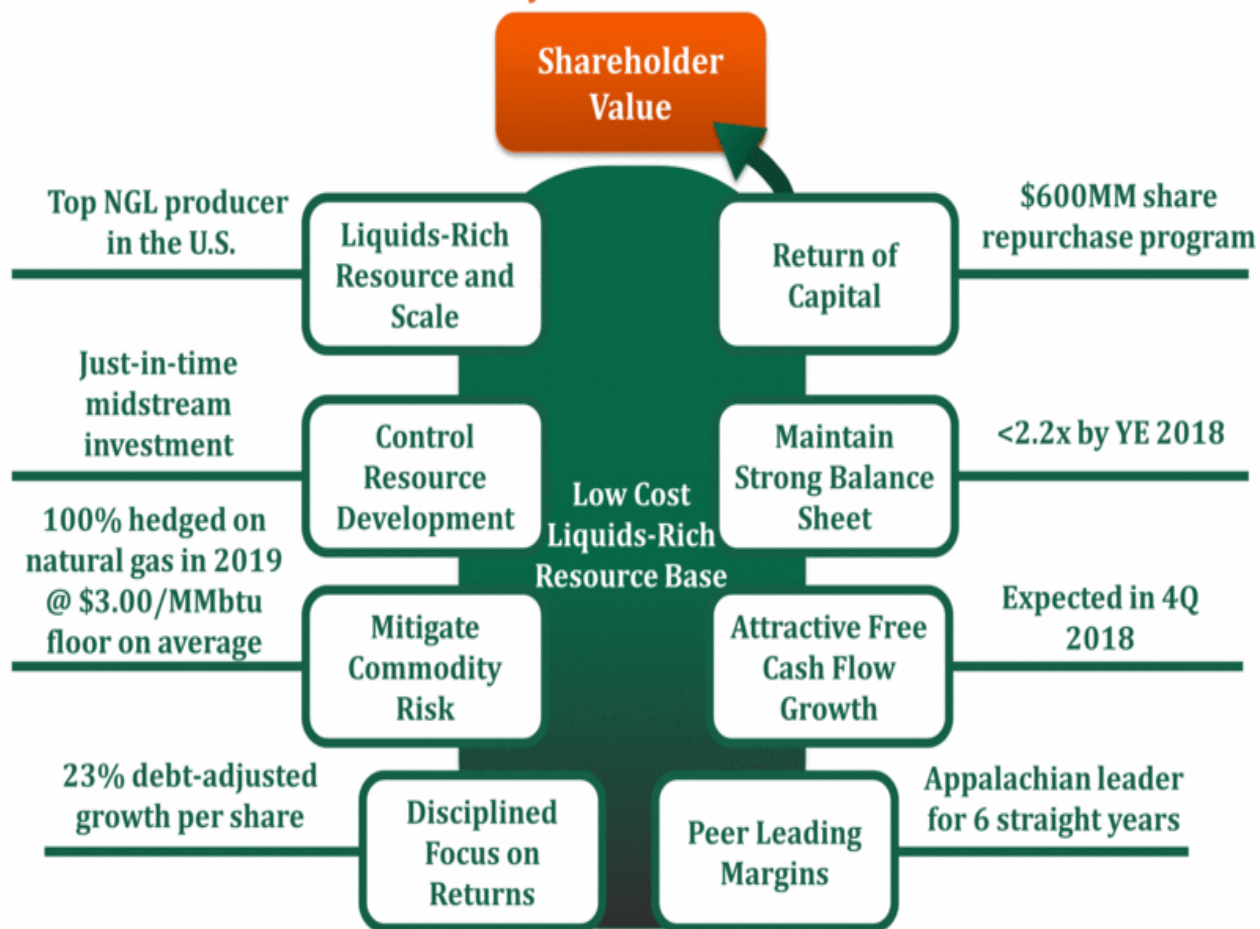 Shareholder
Value
Top NGL producer
in the U.S.
Liquids-Rich
Resource and
Scale
Return of
Capital
$600MM share
repurchase program
Just-in-time
midstream
investment
Control
Resource
Development
Maintain
Strong Balance
Sheet
<2.2x by YE 2018
Low Cost
Liquids-Rich
Resource Base
100% hedged on
natural gas in 2019
@ $3.00/MMbtu
floor on average
Mitigate
Commodity
Risk
Attractive Free
Cash Flow
Growth
Expected in 4Q
2018
23% debt-adjusted
growth per share
Disciplined
Focus on
Returns
Peer Leading
Margins
Appalachian leader
for 6 straight years